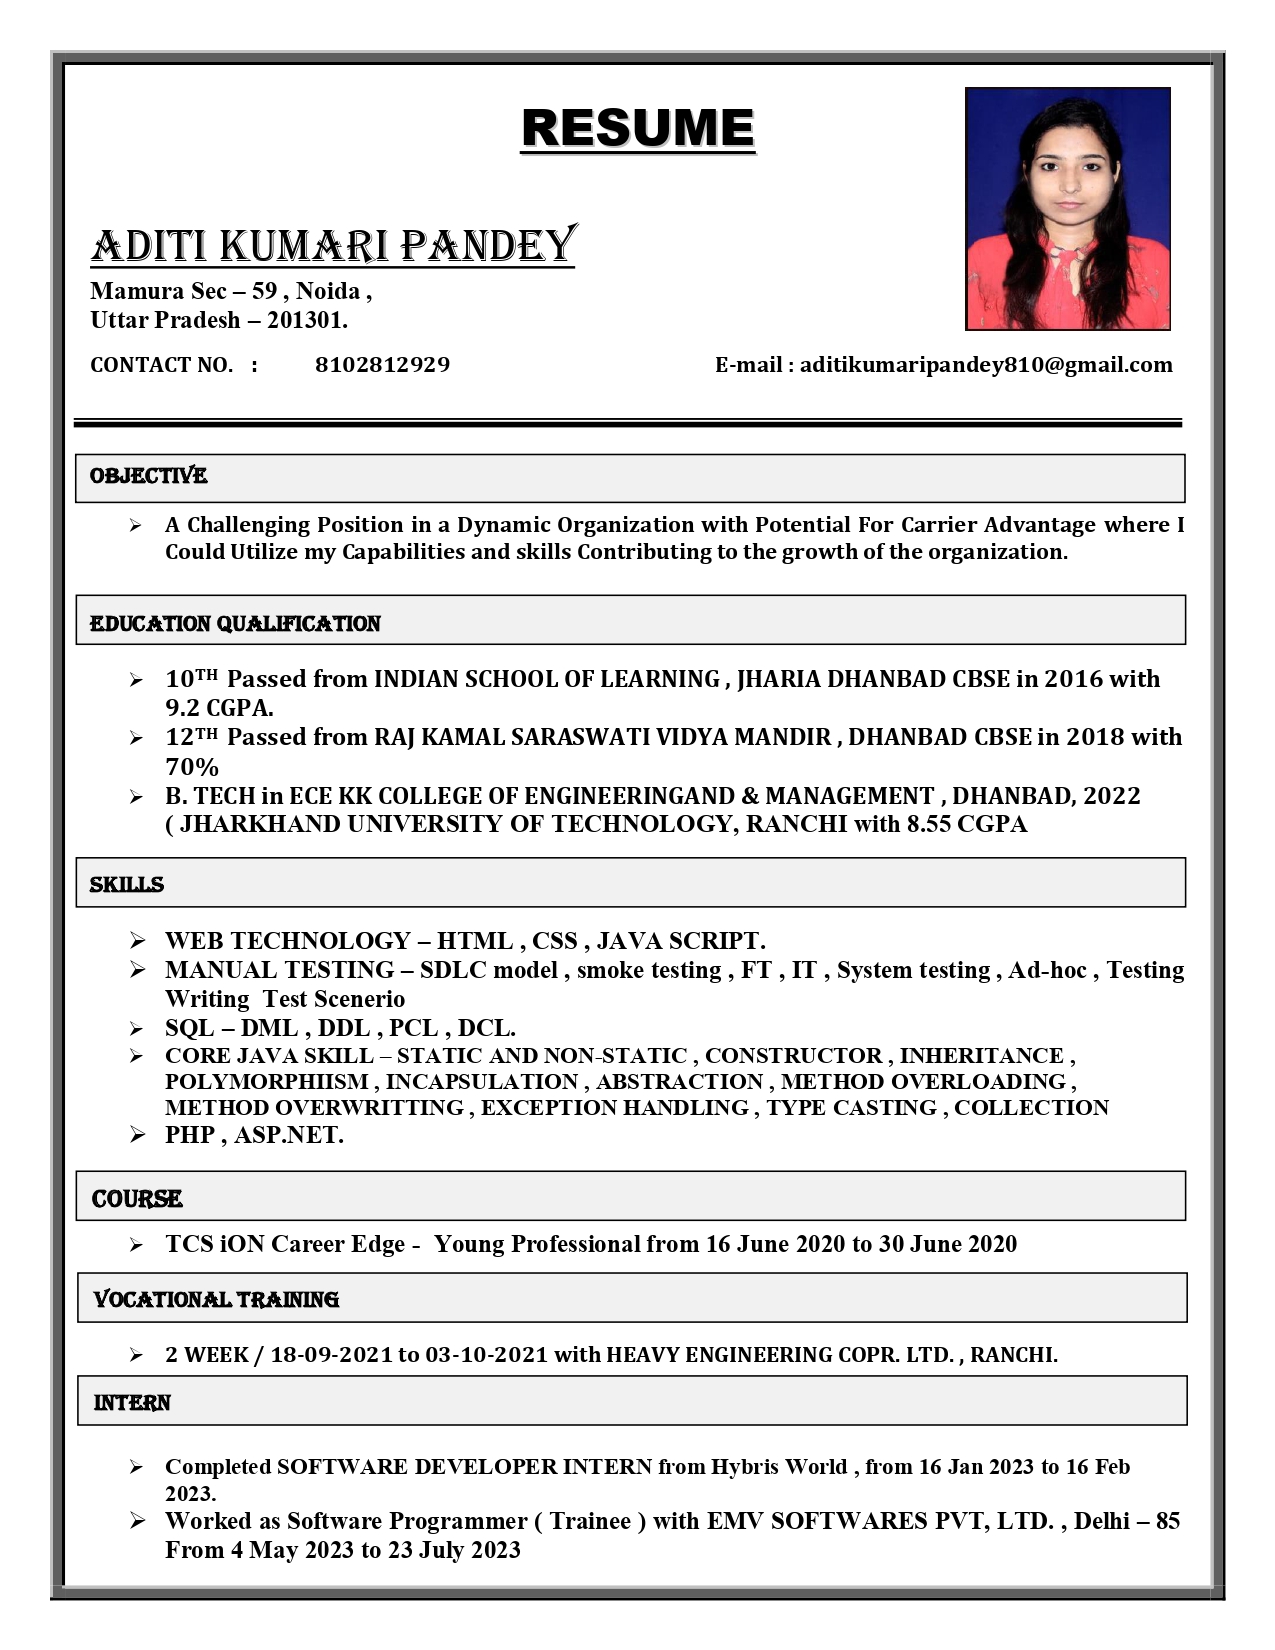 RESUME
ADITI KUMARI PANDEY
Mamura Sec – 59 , Noida ,
Uttar Pradesh – 201301.
CONTACT NO. : 8102812929 E-mail : aditikumaripandey810@gmail.com
OBJECTIVE
➢ A Challenging Position in a Dynamic Organization with Potential For Carrier Advantage where I
Could Utilize my Capabilities and skills Contributing to the growth of the organization.
EDUCATION QUALIFICATION
➢ 10TH Passed from INDIAN SCHOOL OF LEARNING , JHARIA DHANBAD CBSE in 2016 with
9.2 CGPA.
➢ 12TH Passed from RAJ KAMAL SARASWATI VIDYA MANDIR , DHANBAD CBSE in 2018 with
70%
➢ B. TECH in ECE KK COLLEGE OF ENGINEERINGAND & MANAGEMENT , DHANBAD, 2022
( JHARKHAND UNIVERSITY OF TECHNOLOGY, RANCHI with 8.55 CGPA
SKILLS
➢ WEB TECHNOLOGY – HTML , CSS , JAVA SCRIPT.
➢ MANUAL TESTING – SDLC model , smoke testing , FT , IT , System testing , Ad-hoc , Testing
Writing Test Scenerio
➢ SQL – DML , DDL , PCL , DCL.
➢ CORE JAVA SKILL – STATIC AND NON-STATIC , CONSTRUCTOR , INHERITANCE ,
POLYMORPHIISM , INCAPSULATION , ABSTRACTION , METHOD OVERLOADING ,
METHOD OVERWRITTING , EXCEPTION HANDLING , TYPE CASTING , COLLECTION
➢ PHP , ASP.NET.
COURSE
➢ TCS iON Career Edge - Young Professional from 16 June 2020 to 30 June 2020
VOCATIONAL TRAINING
➢ 2 WEEK / 18-09-2021 to 03-10-2021 with HEAVY ENGINEERING COPR. LTD. , RANCHI.
INTERN
➢ Completed SOFTWARE DEVELOPER INTERN from Hybris World , from 16 Jan 2023 to 16 Feb
2023.
➢ Worked as Software Programmer ( Trainee ) with EMV SOFTWARES PVT, LTD. , Delhi – 85
From 4 May 2023 to 23 July 2023